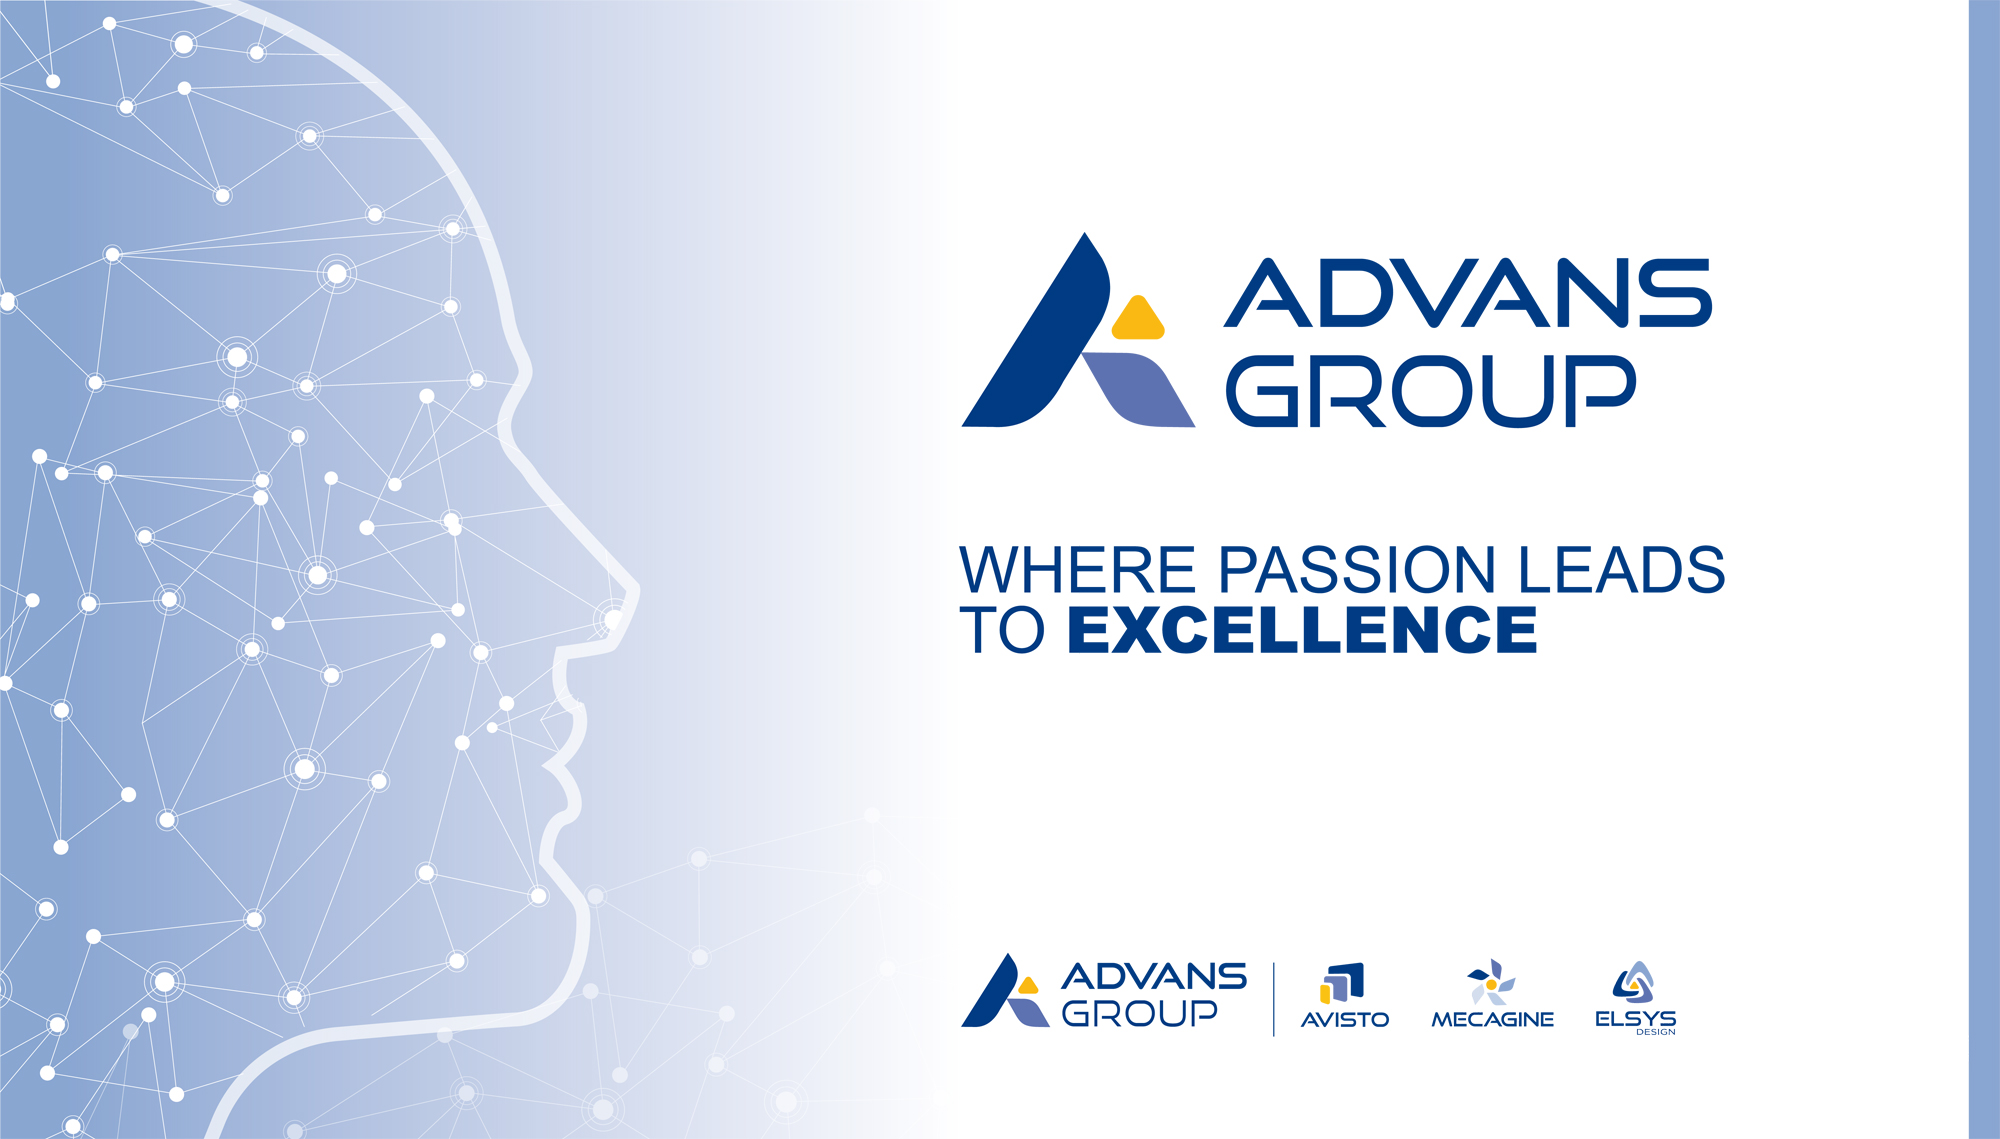 ADVANS
GROUP
WHERE PASSION LEADS
TO EXCELLENCE
ADVANS
GROUP
AVISTO
MECAGINE
ELSYS
DESIGN